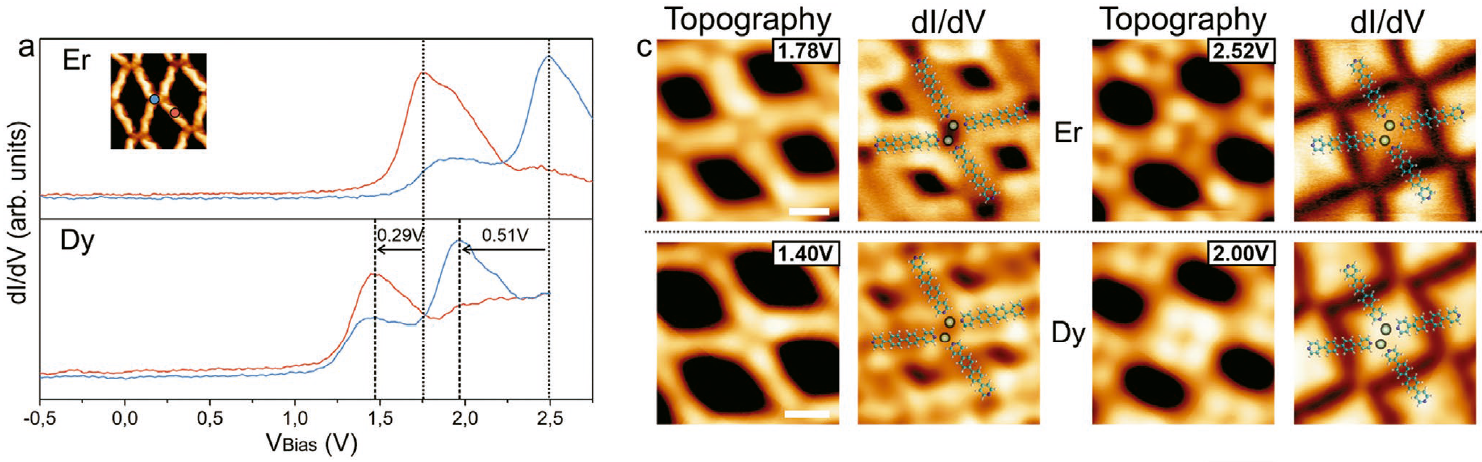 a
Er
Dy
0.29V
0.51V
dI/dV (arb. units)
-0,5
0,0
0,5
1,0
1,5
2,0
2,5
VBias (V)
c
Topography
dI/dV
Topography
dI/dV
1.78V
2.52V
Er
1.40V
2.00V
Dy